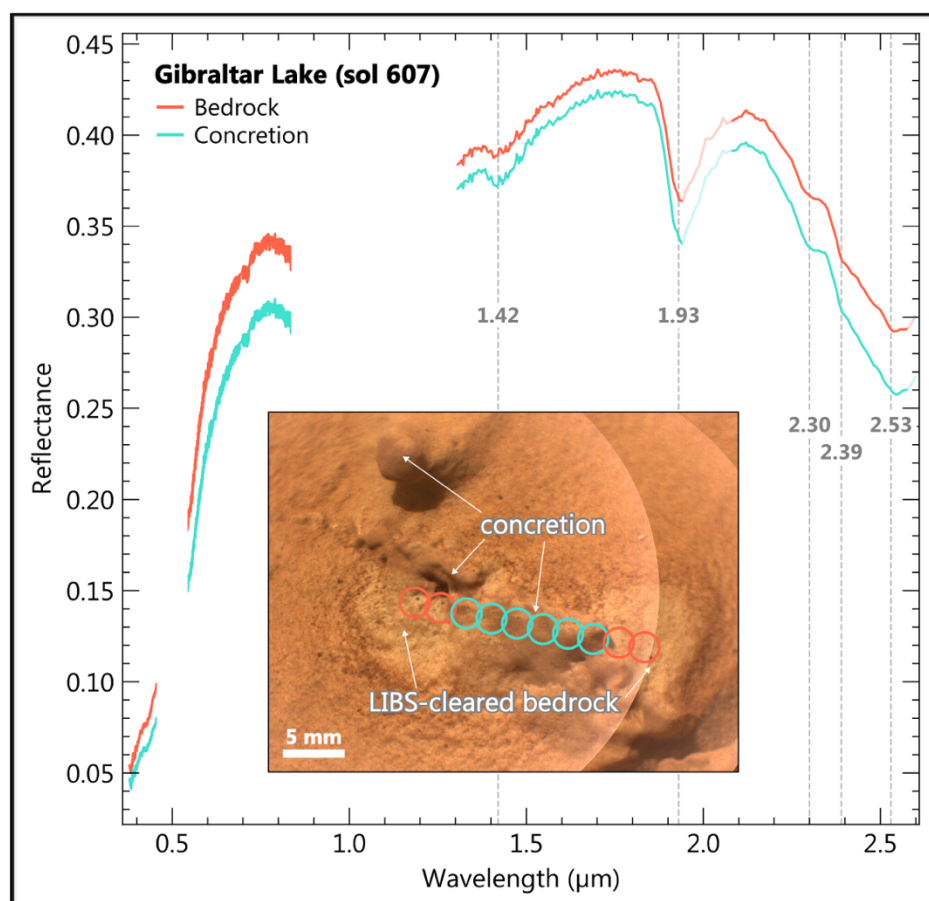 0.45
0.40
0.35
0.30
0.25
0.20
0.15
0.10
0.05
Reflectance
Gibraltar Lake (sol 607)
Bedrock
Concretion
1.42
1.93
2.30
2.39
2.53
concretion
LIBS-cleared bedrock
5 mm
0.5
1.0
1.5
2.0
2.5
Wavelength (µm)